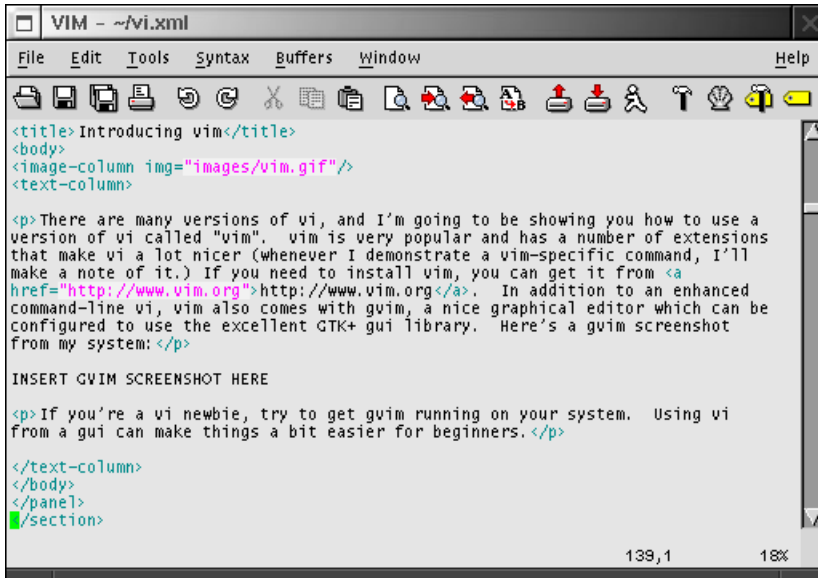 VIM - ~/vi.xml
File Edit Tools Syntax Buffers Window Help
<title>Introducing vim</title>
<body>
<image-column img="images/vim.gif"/>
<text-column>
<p>There are many versions of vi, and I'm going to be showing you how to use a
version of vi called "vim".  vim is very popular and has a number of extensions
that make vi a lot nicer (whenever I demonstrate a vim-specific command, I'll
make a note of it.) If you need to install vim, you can get it from <a
href="http://www.vim.org">http://www.vim.org</a>.  In addition to an enhanced
command-line vi, vim also comes with gvim, a nice graphical editor which can be
configured to use the excellent GTK+ gui library.  Here's a gvim screenshot
from my system:</p>
INSERT GVIM SCREENSHOT HERE
<p>If you're a vi newbie, try to get gvim running on your system.  Using vi
from a gui can make things a bit easier for beginners.</p>
</text-column>
</body>
</panel>
</section>
139,1 18%